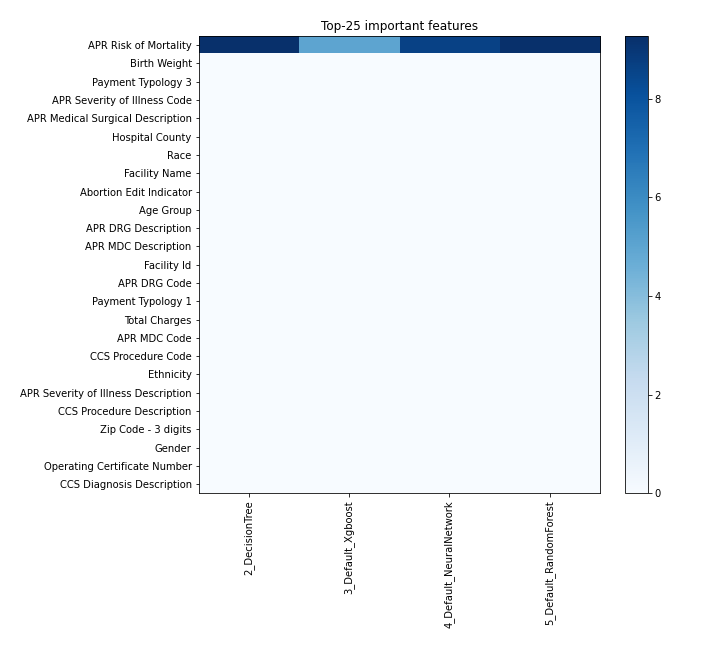 Top-25 important features
APR Risk of Mortality
Birth Weight
Payment Typology 3
APR Severity of Illness Code
APR Medical Surgical Description
Hospital County
Race
Facility Name
Abortion Edit Indicator
Age Group
APR DRG Description
APR MDC Description
Facility Id
APR DRG Code
Payment Typology 1
Total Charges
APR MDC Code
CCS Procedure Code
Ethnicity
APR Severity of Illness Description
CCS Procedure Description
Zip Code - 3 digits
Gender
Operating Certificate Number
CCS Diagnosis Description
2_DecisionTree
3_Default_Xgboost
4_Default_NeuralNetwork
5_Default_RandomForest
8
6
4
2
0